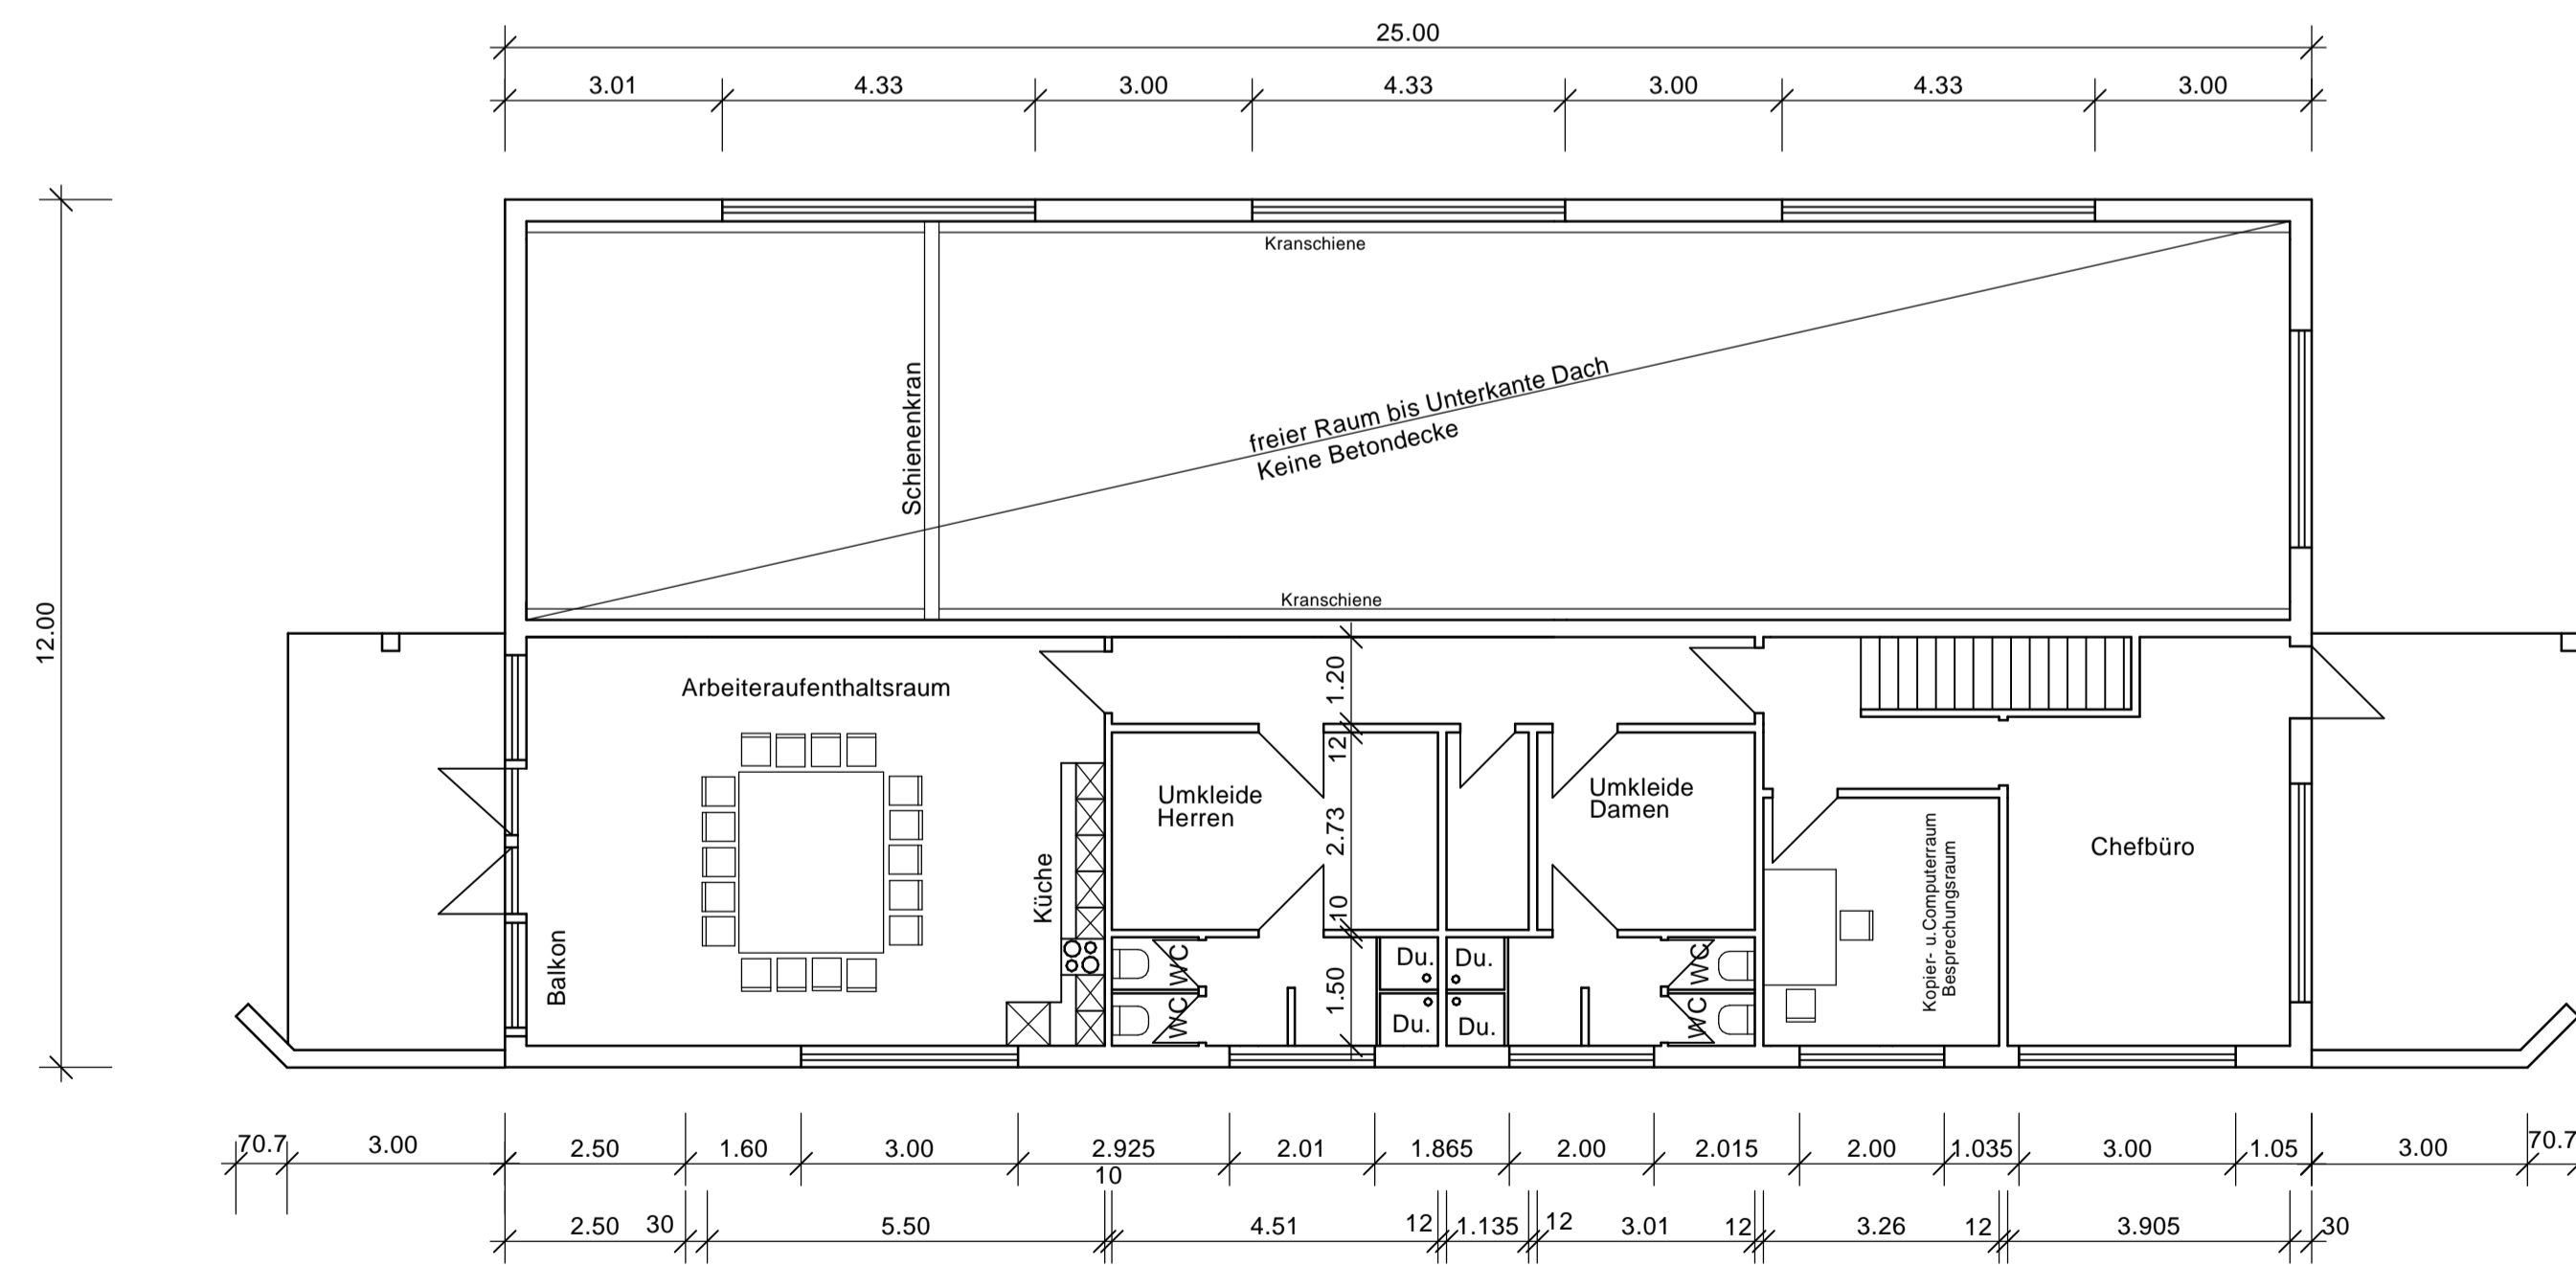 25.00
3.01 4.33 3.00 4.33 3.00 4.33 3.00
12.00
Kranschiene
Schienenkran
freier Raum bis Unterkante Dach
Keine Betondecke
Kranschiene
Arbeiteraufenthaltsraum
Balkon
Küche
1.20
12
2.73
10
1.50
Umkleide
Herren
Umkleide
Damen
WC
WC
Du.
Du.
Du.
Du.
WC
WC
Kopier- u.Computerraum
Besprechungsraum
Chefbüro
70.7 3.00 2.50 1.60 3.00 2.925 2.01 1.865 2.00 2.015 2.00 1.035 3.00 1.05 3.00 70.7
10
2.50 30 5.50 4.51 12 1.135 12 3.01 12 3.26 12 3.905 30